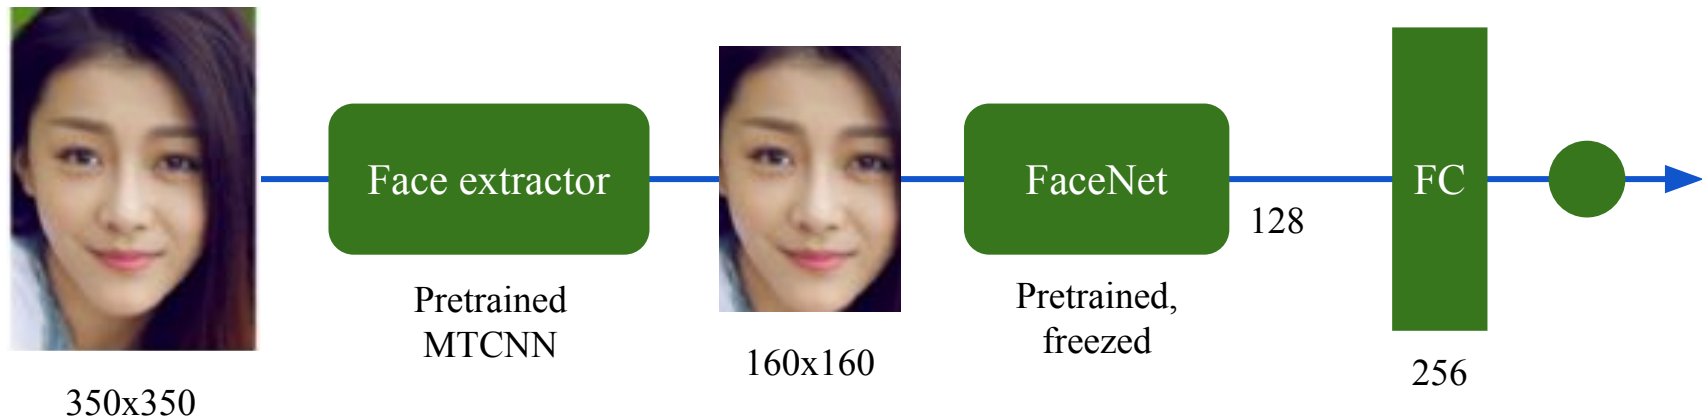 Face extractor
FaceNet
FC
128
Pretrained
MTCNN
Pretrained,
freezed
160x160
256
350x350